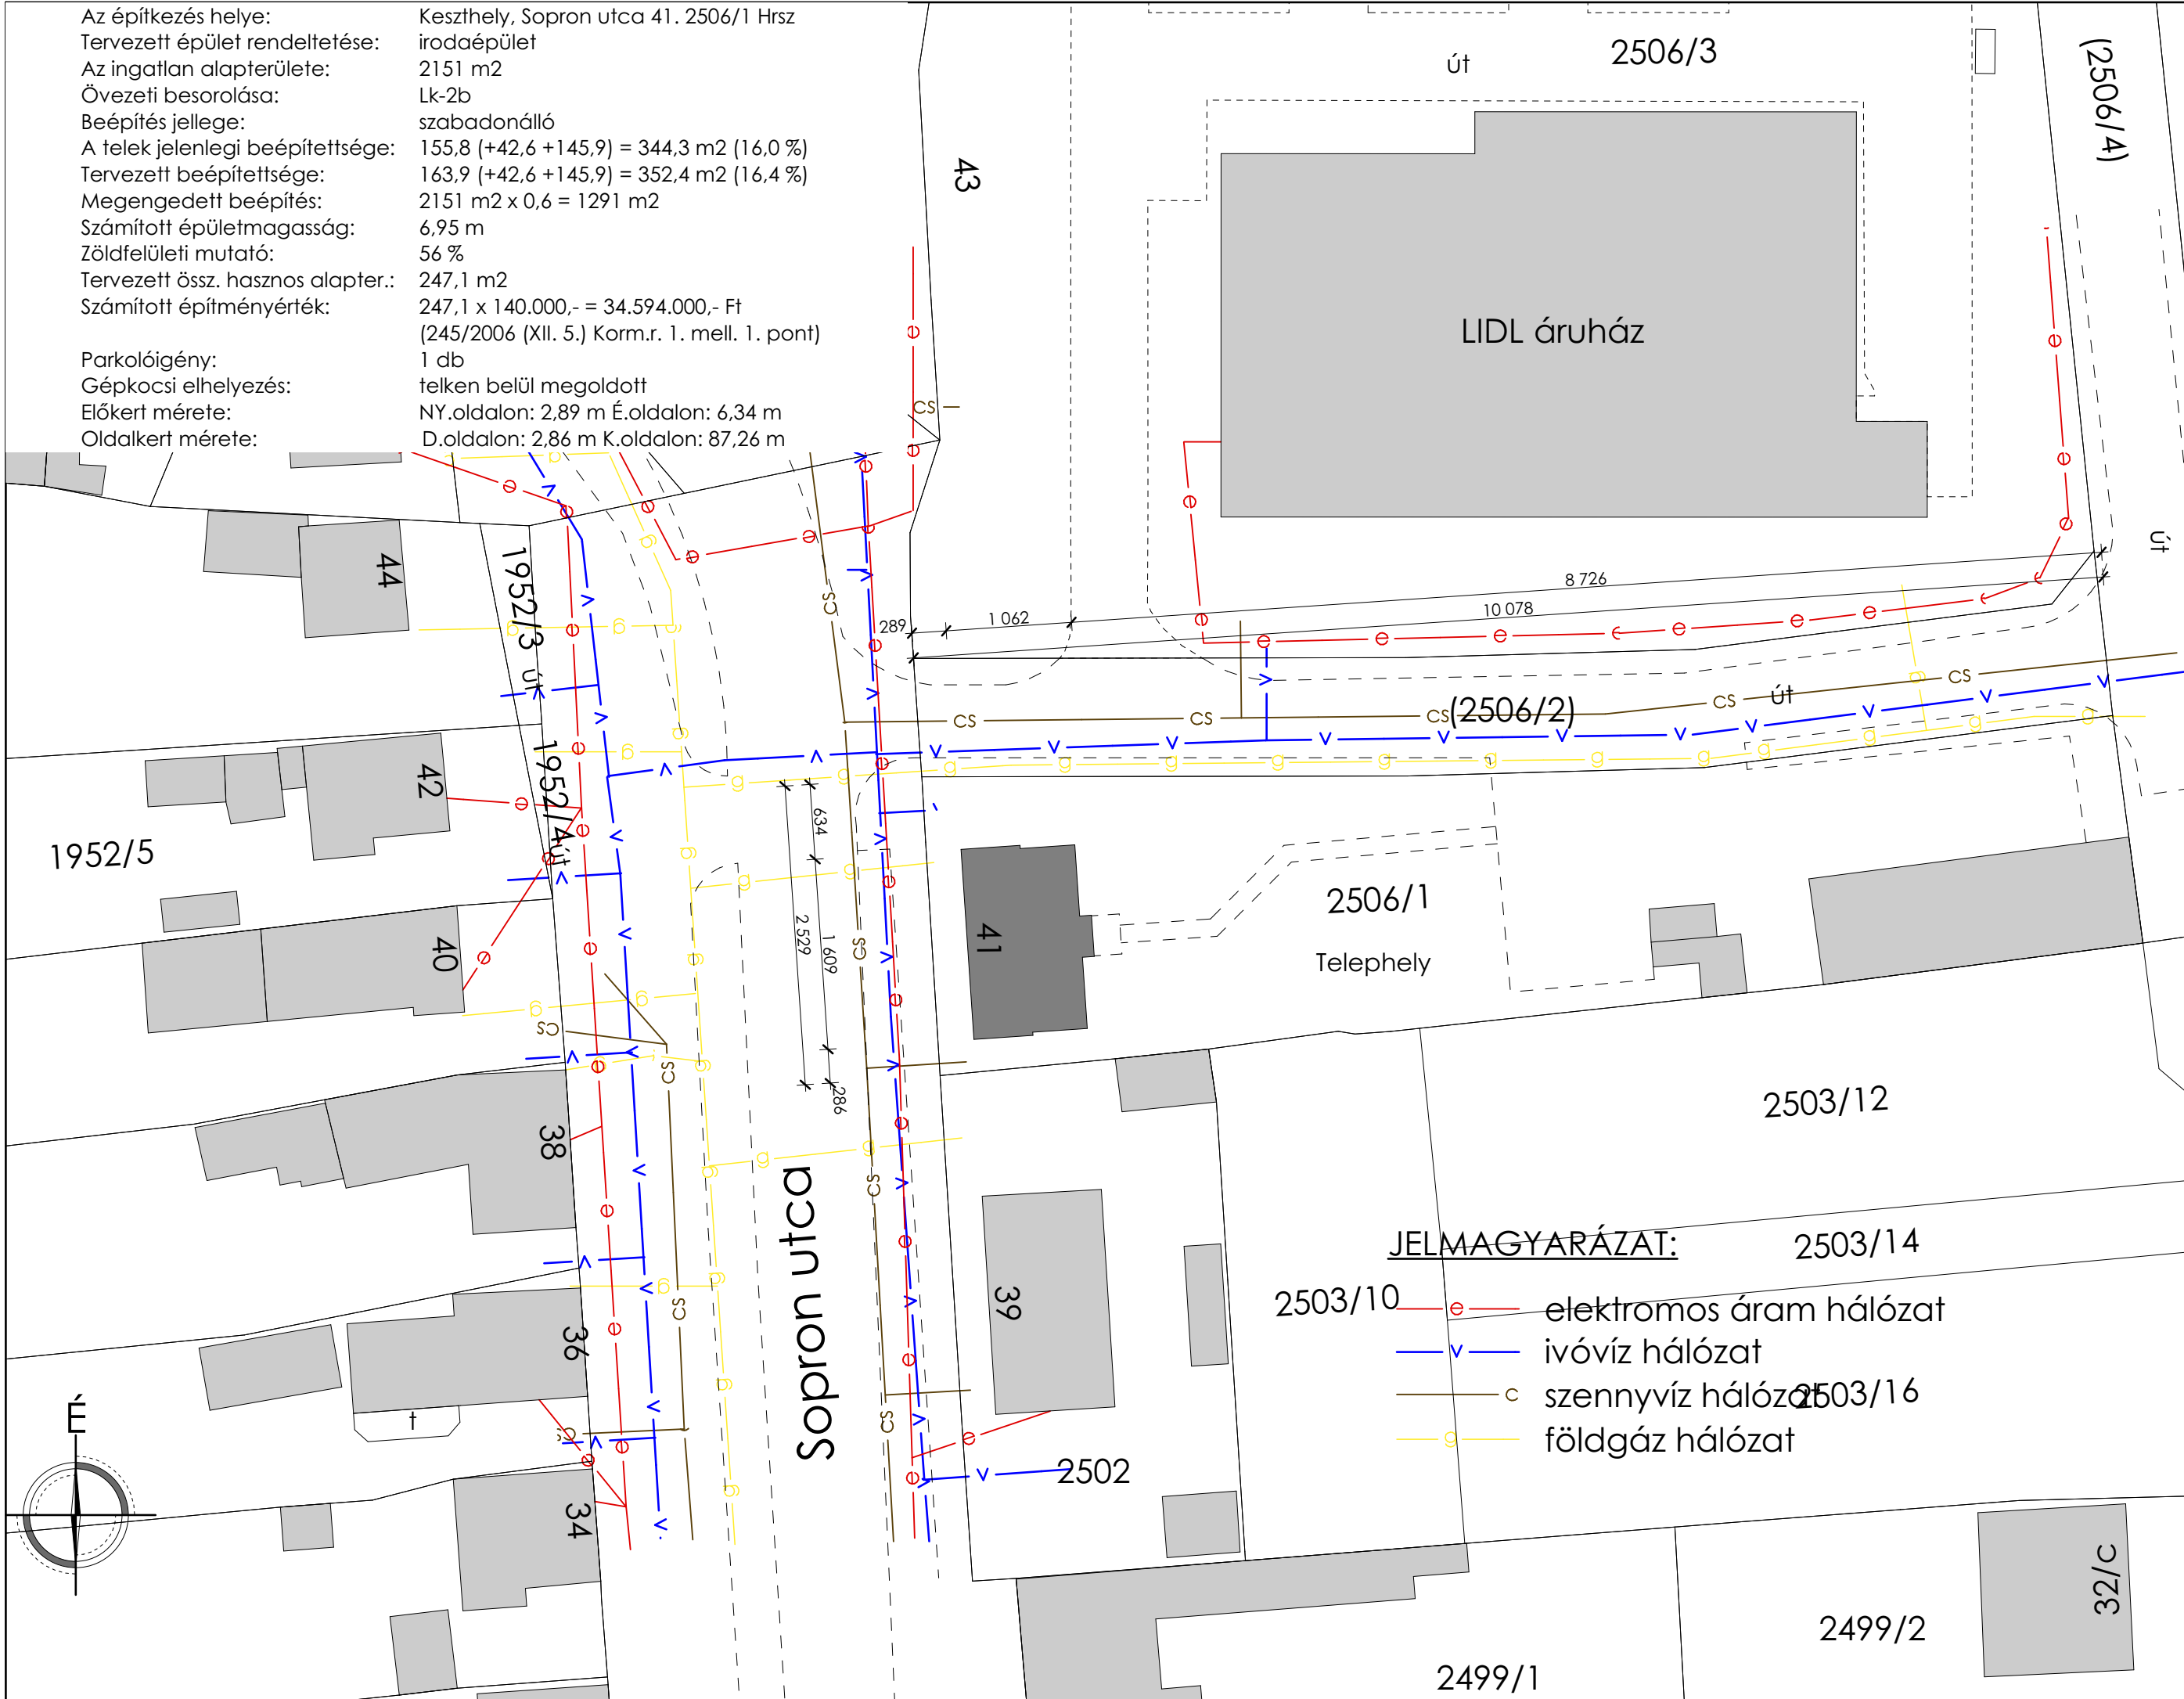 Az építkezés helye: Keszthely, Sopron utca 41. 2506/1 Hrsz
Tervezett épület rendeltetése: irodaépület
Az ingatlan alapterülete: 2151 m2
Övezeti besorolása: Lk-2b
Beépítés jellege: szabadonálló
A telek jelenlegi beépítettsége: 155,8 (+42,6 +145,9) = 344,3 m2 (16,0 %)
Tervezett beépítettsége: 163,9 (+42,6 +145,9) = 352,4 m2 (16,4 %)
Megengedett beépítés: 2151 m2 x 0,6 = 1291 m2
Számított épületmagasság: 6,95 m
Zöldfelületi mutató: 56 %
Tervezett össz. hasznos alapter.: 247,1 m2
Számított építményérték: 247,1 x 140.000,- = 34.594.000,- Ft
(245/2006 (XII. 5.) Korm.r. 1. mell. 1. pont)
Parkolóigény: 1 db
Gépkocsi elhelyezés: telken belül megoldott
Előkert mérete: NY.oldalon: 2,89 m É.oldalon: 6,34 m
Oldalkert mérete: D.oldalon: 2,86 m K.oldalon: 87,26 m
út
2506/3
(2506/4)
43
LIDL áruház
út
8 726
10 078
1 062
289
44
1952/3 út
42
1952/4 út
1952/5
40
38
36
34
(2506/2)
út
634
1 609
2 529
286
41
2506/1
Telephely
Sopron utca
39
2502
2503/12
2503/14
2503/10
2503/16
JELMAGYARÁZAT:
e elektromos áram hálózat
v ivóvíz hálózat
c szennyvíz hálózat
g földgáz hálózat
É
t
32/c
2499/2
2499/1